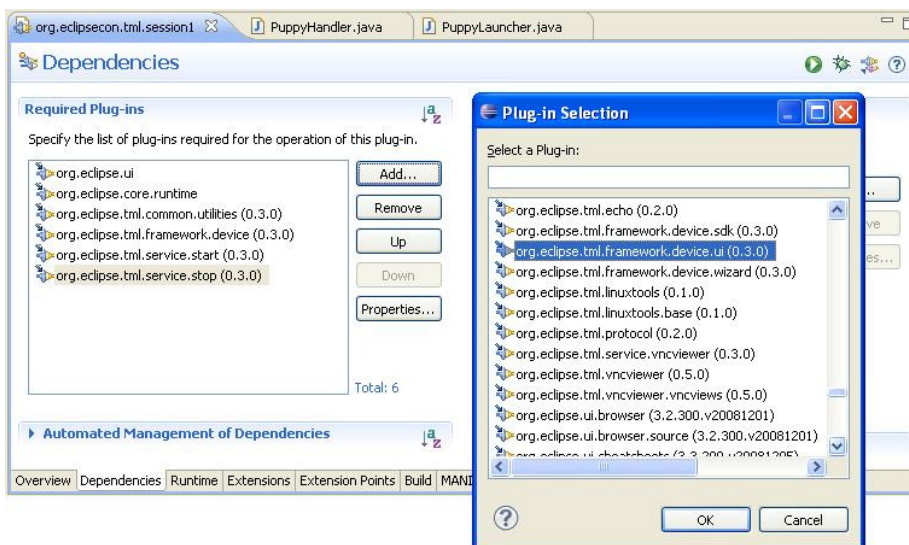 org.eclipsecon.tml.session1
PuppyHandler.java
PuppyLauncher.java
Dependencies
Required Plug-ins
Specify the list of plug-ins required for the operation of this plug-in.
org.eclipse.ui
org.eclipse.core.runtime
org.eclipse.tml.common.utilities (0.3.0)
org.eclipse.tml.framework.device (0.3.0)
org.eclipse.tml.service.start (0.3.0)
org.eclipse.tml.service.stop (0.3.0)
Add...
Remove
Up
Down
Properties...
Total: 6
Automated Management of Dependencies
Overview
Dependencies
Runtime
Extensions
Extension Points
Build
MANI
Plug-in Selection
Select a Plug-in:
org.eclipse.tml.echo (0.2.0)
org.eclipse.tml.framework.device.sdk (0.3.0)
org.eclipse.tml.framework.device.ui (0.3.0)
org.eclipse.tml.framework.device.wizard (0.3.0)
org.eclipse.tml.linuxtools (0.1.0)
org.eclipse.tml.linuxtools.base (0.1.0)
org.eclipse.tml.protocol (0.2.0)
org.eclipse.tml.service.vncviewer (0.3.0)
org.eclipse.tml.vncviewer (0.5.0)
org.eclipse.tml.vncviewer.vncviews (0.5.0)
org.eclipse.ui.browser (3.2.300.v20081201)
org.eclipse.ui.browser.source (3.2.300.v20081201)
OK
Cancel